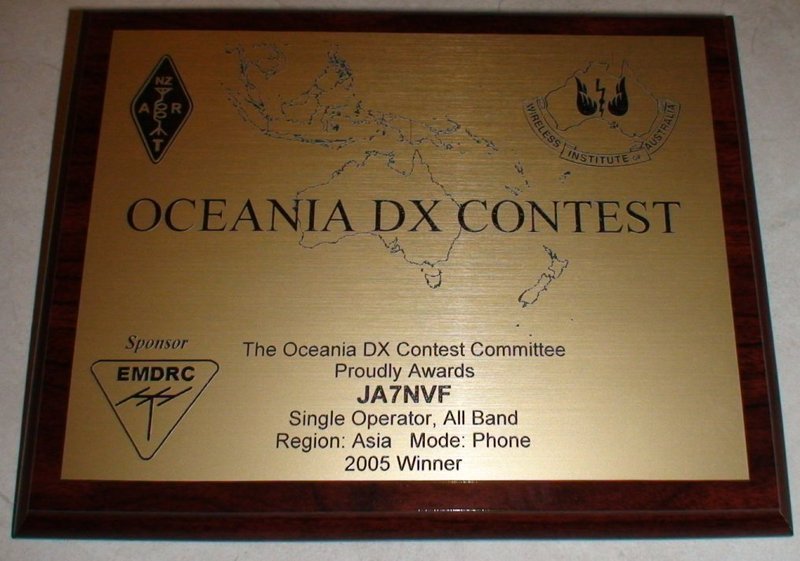 NZ
A R
T
WIRELESS INSTITUTE OF AUSTRALIA
OCEANIA DX CONTEST
Sponsor
EMDRC
The Oceania DX Contest Committee
Proudly Awards
JA7NVF
Single Operator, All Band
Region: Asia Mode: Phone
2005 Winner